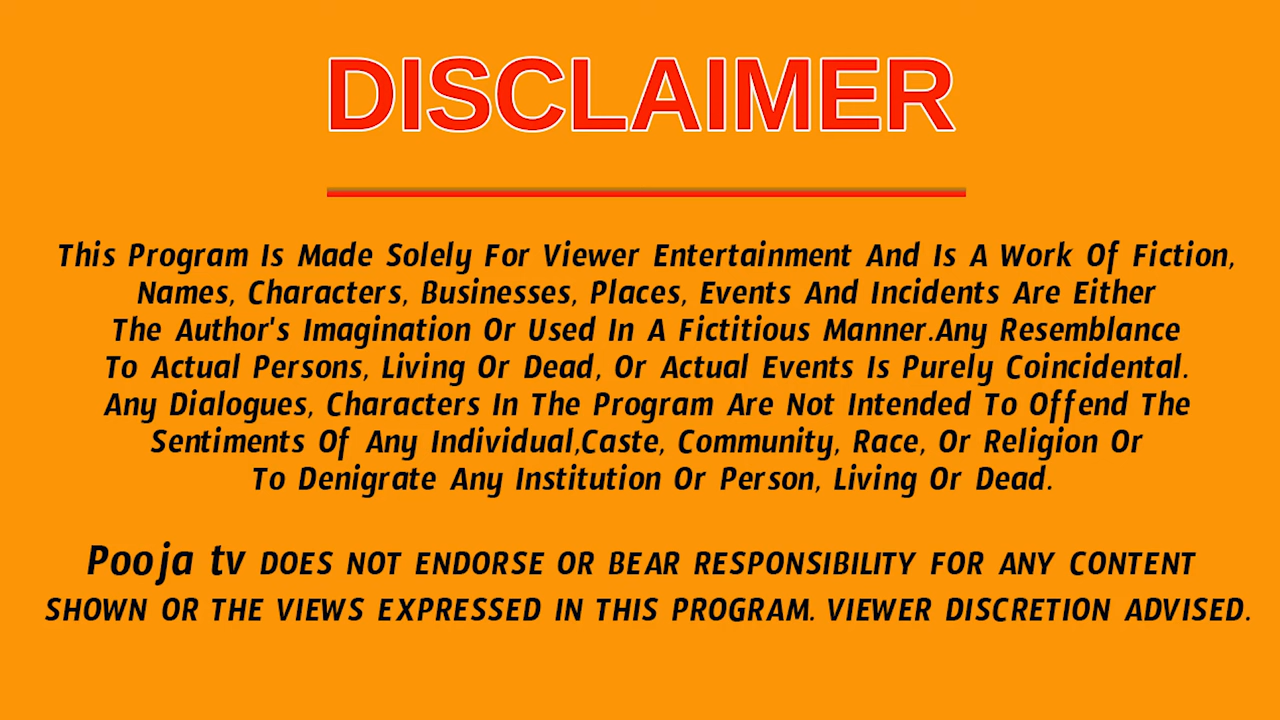 DISCLAIMER
This Program Is Made Solely For Viewer Entertainment And Is A Work Of Fiction,
Names, Characters, Businesses, Places, Events And Incidents Are Either
The Author's Imagination Or Used In A Fictitious Manner.Any Resemblance
To Actual Persons, Living Or Dead, Or Actual Events Is Purely Coincidental.
Any Dialogues, Characters In The Program Are Not Intended To Offend The
Sentiments Of Any Individual,Caste, Community, Race, Or Religion Or
To Denigrate Any Institution Or Person, Living Or Dead.
Pooja tv DOES NOT ENDORSE OR BEAR RESPONSIBILITY FOR ANY CONTENT
SHOWN OR THE VIEWS EXPRESSED IN THIS PROGRAM. VIEWER DISCRETION ADVISED.